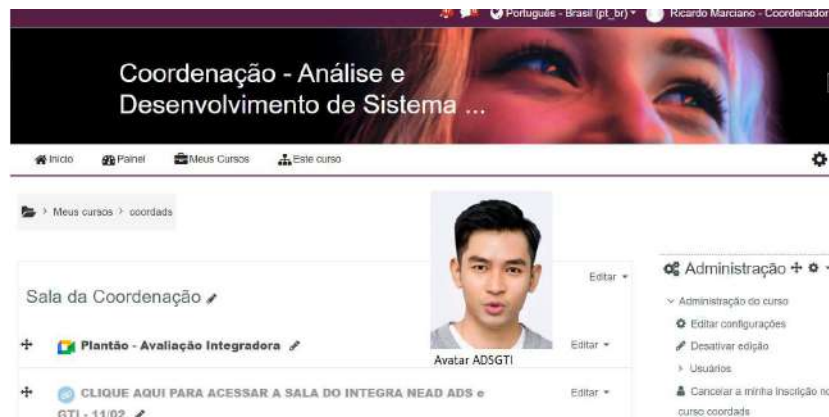 Português - Brasil (pt_br)
Ricardo Marciano - Coordenador
Coordenação - Análise e
Desenvolvimento de Sistema ...
Início Painel Meus Cursos Este curso
> Meus cursos > coordads
Sala da Coordenação
Editar
Plantão - Avaliação Integradora
Editar
Avatar ADSGTI
CLIQUE AQUI PARA ACESSAR A SALA DO INTEGRA NEAD ADS e
GTI - 11/02
Editar
Administração
Administração do curso
Editar configurações
Desativar edição
> Usuários
Cancelar a minha inscrição no
curso coordads